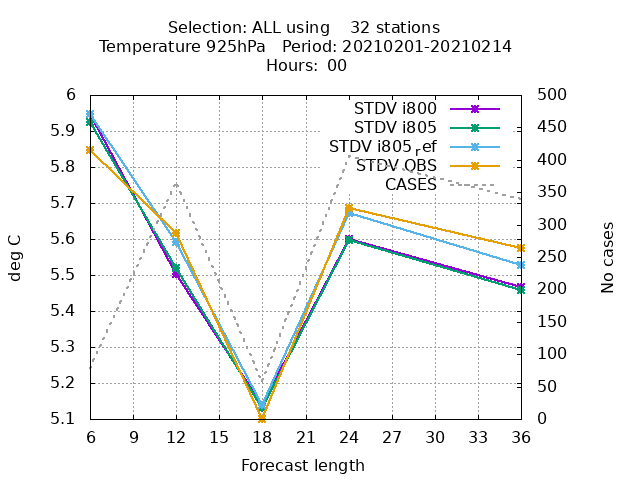 Selection: ALL using    32 stations
Temperature 925hPa   Period: 20210201-20210214
Hours: 00
6
5.9
5.8
5.7
5.6
5.5
5.4
5.3
5.2
5.1
deg C
STDV i800
STDV i805
STDV i805ref
STDV OBS
CASES
500
450
400
350
300
250
200
150
100
50
0
No cases
6 9 12 15 18 21 24 27 30 33 36
Forecast length